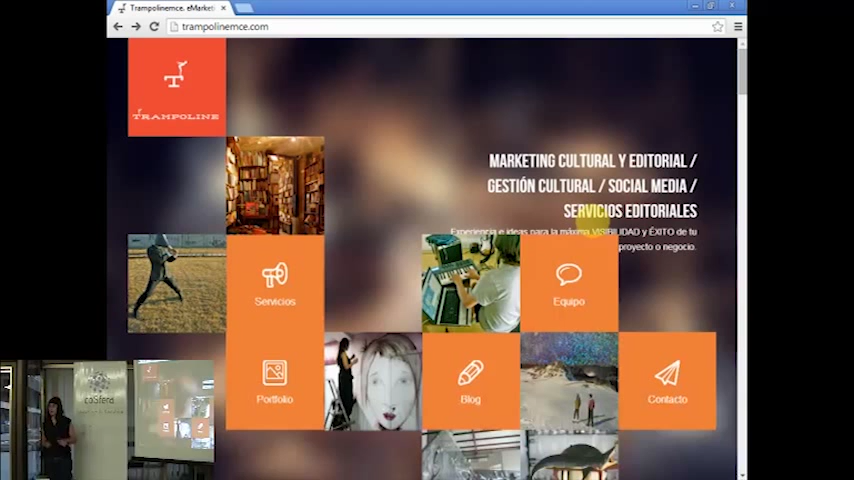 Trampolinemce. eMarketi
trampolinemce.com
TRAMPOLINE
MARKETING CULTURAL Y EDITORIAL /
GESTIÓN CULTURAL / SOCIAL MEDIA /
SERVICIOS EDITORIALES
Experiencia e ideas para la máxima VISIBILIDAD y ÉXITO de tu
proyecto o negocio.
Servicios
Equipo
Portfolio
Blog
Contacto